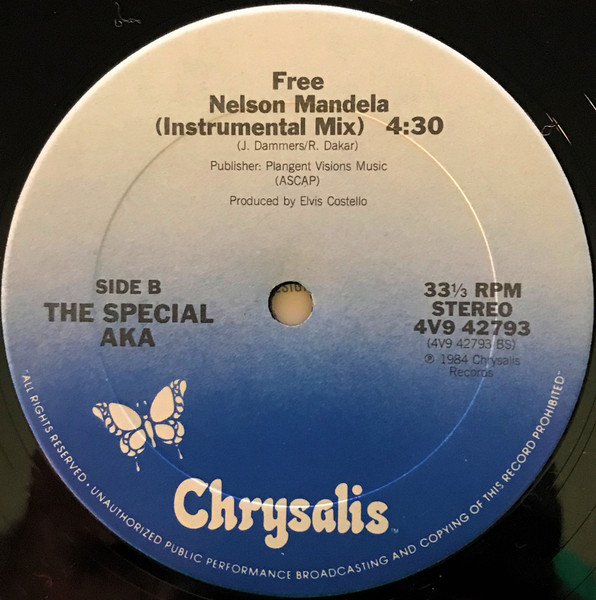 Free
Nelson Mandela
(Instrumental Mix) 4:30
(J. Dammers/R. Dakar)
Publisher: Plangent Visions Music
(ASCAP)
Produced by Elvis Costello
SIDE B
THE SPECIAL
AKA
33⅓ RPM
STEREO
4V9 42793
(4V9 42793 BS)
℗ 1984 Chrysalis
Records
Chrysalis™
"ALL RIGHTS RESERVED • UNAUTHORIZED PUBLIC PERFORMANCE BROADCASTING AND COPYING OF THIS RECORD PROHIBITED"